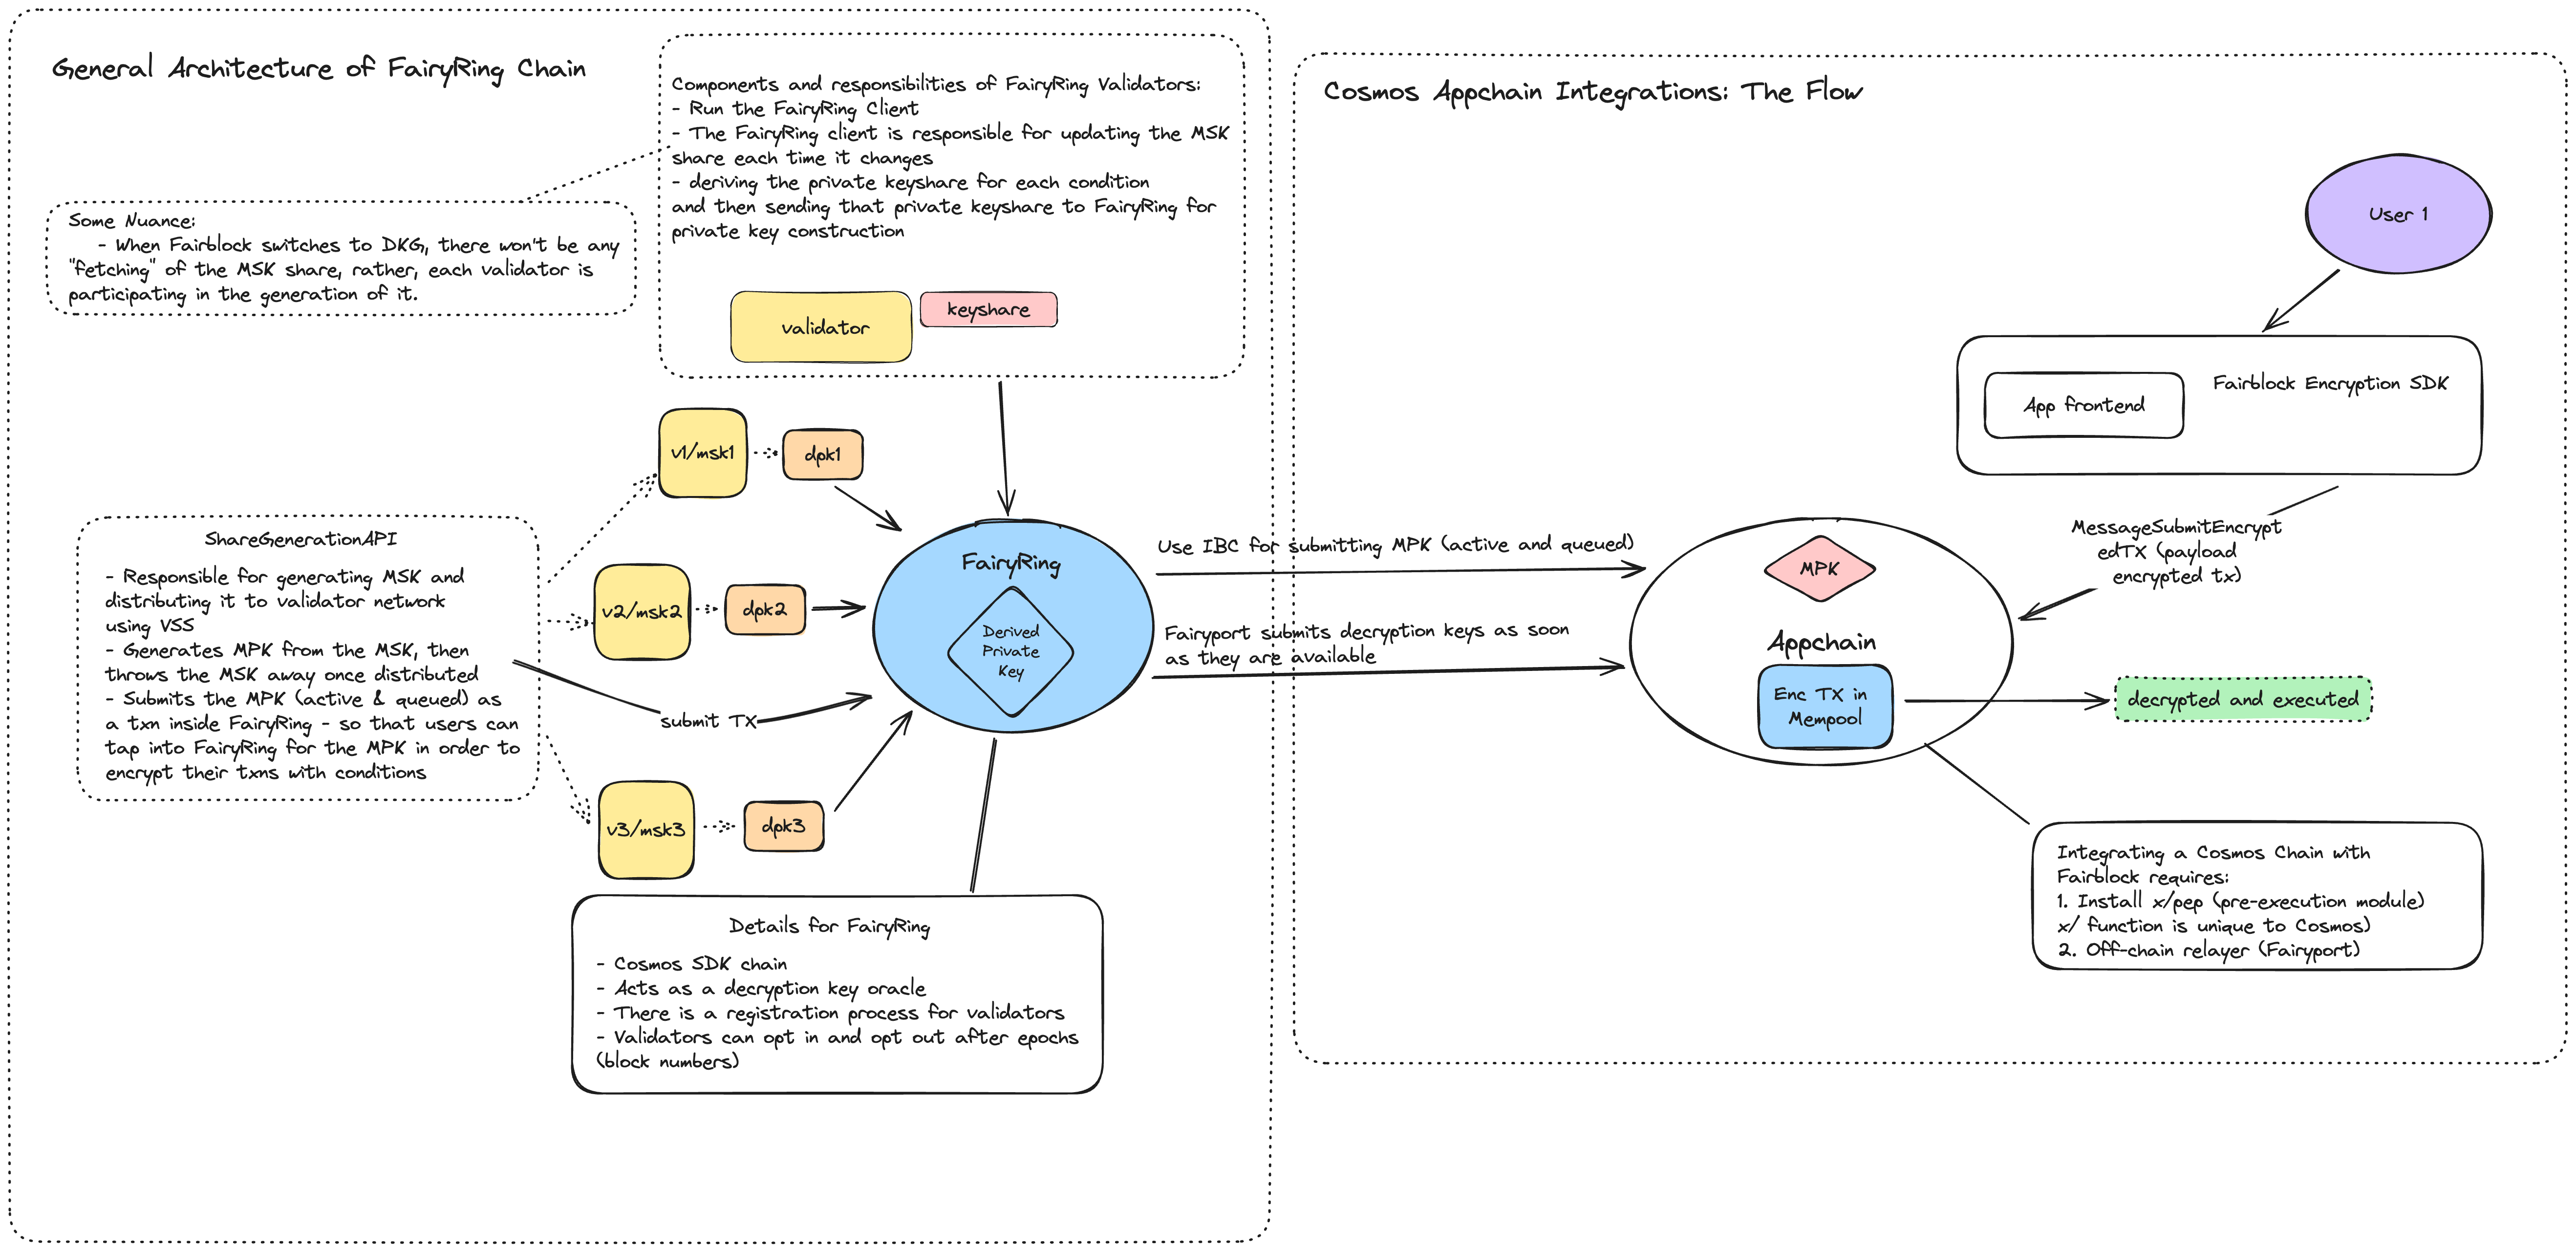 General Architecture of FairyRing Chain
Components and responsibilities of FairyRing Validators:
- Run the FairyRing Client
- The FairyRing client is responsible for updating the MSK
share each time it changes
- deriving the private keyshare for each condition
and then sending that private keyshare to FairyRing for
private key construction
validator
keyshare
Some Nuance:
- When Fairblock switches to DKG, there won't be any
"fetching" of the MSK share, rather, each validator is
participating in the generation of it.
v1/msk1
dpk1
ShareGenerationAPI
- Responsible for generating MSK and
distributing it to validator network
using VSS
- Generates MPK from the MSK, then
throws the MSK away once distributed
- Submits the MPK (active & queued) as
a txn inside FairyRing - so that users can
tap into FairyRing for the MPK in order to
encrypt their txns with conditions
v2/msk2
dpk2
submit TX
v3/msk3
dpk3
FairyRing
Derived
Private
Key
Details for FairyRing
- Cosmos SDK chain
- Acts as a decryption key oracle
- There is a registration process for validators
- Validators can opt in and opt out after epochs
(block numbers)
Use IBC for submitting MPK (active and queued)
Fairyport submits decryption keys as soon
as they are available
Cosmos Appchain Integrations: The Flow
User 1
App frontend
Fairblock Encryption SDK
MessageSubmitEncrypt
edTX (payload
encrypted tx)
MPK
Appchain
Enc TX in
Mempool
decrypted and executed
Integrating a Cosmos Chain with
Fairblock requires:
1. Install x/pep (pre-execution module)
x/ function is unique to Cosmos)
2. Off-chain relayer (Fairyport)